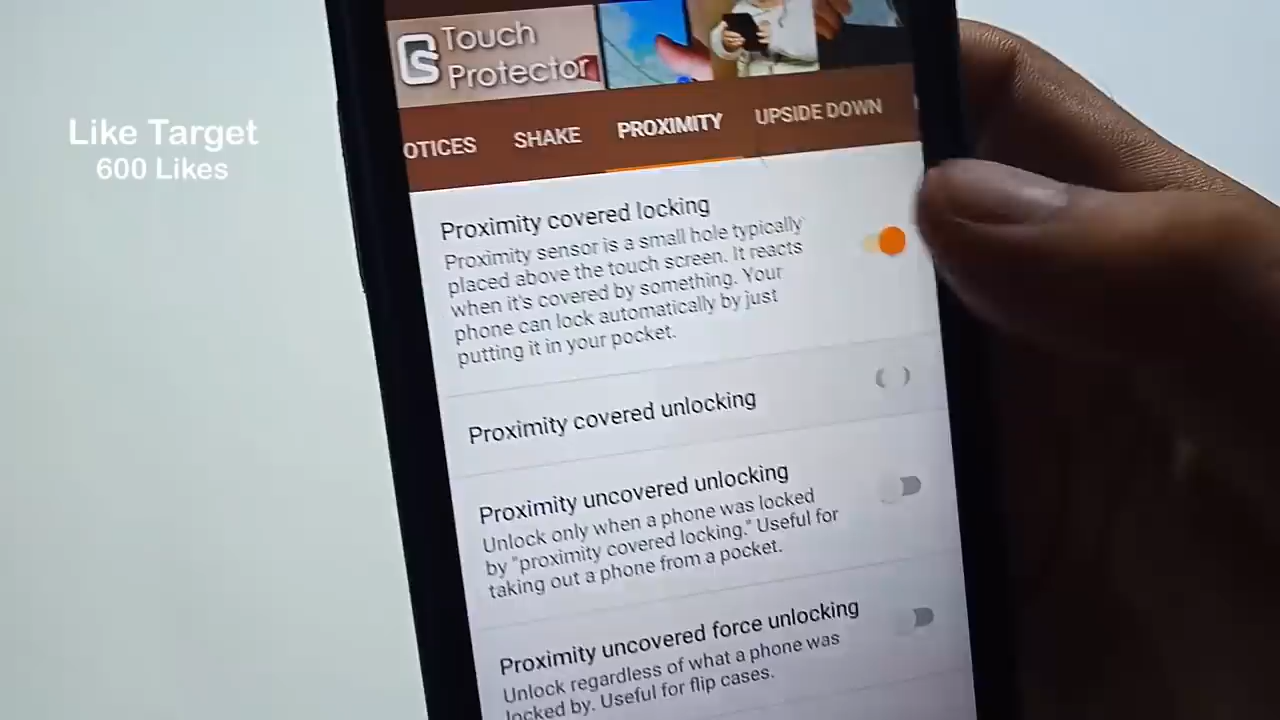 Touch
Protector
OTICES
SHAKE
PROXIMITY
UPSIDE DOWN
Like Target
600 Likes
Proximity covered locking
Proximity sensor is a small hole typically
placed above the touch screen. It reacts
when it's covered by something. Your
phone can lock automatically by just
putting it in your pocket.
Proximity covered unlocking
Proximity uncovered unlocking
Unlock only when a phone was locked
by "proximity covered locking." Useful for
taking out a phone from a pocket.
Proximity uncovered force unlocking
Unlock regardless of what a phone was
locked by. Useful for flip cases.